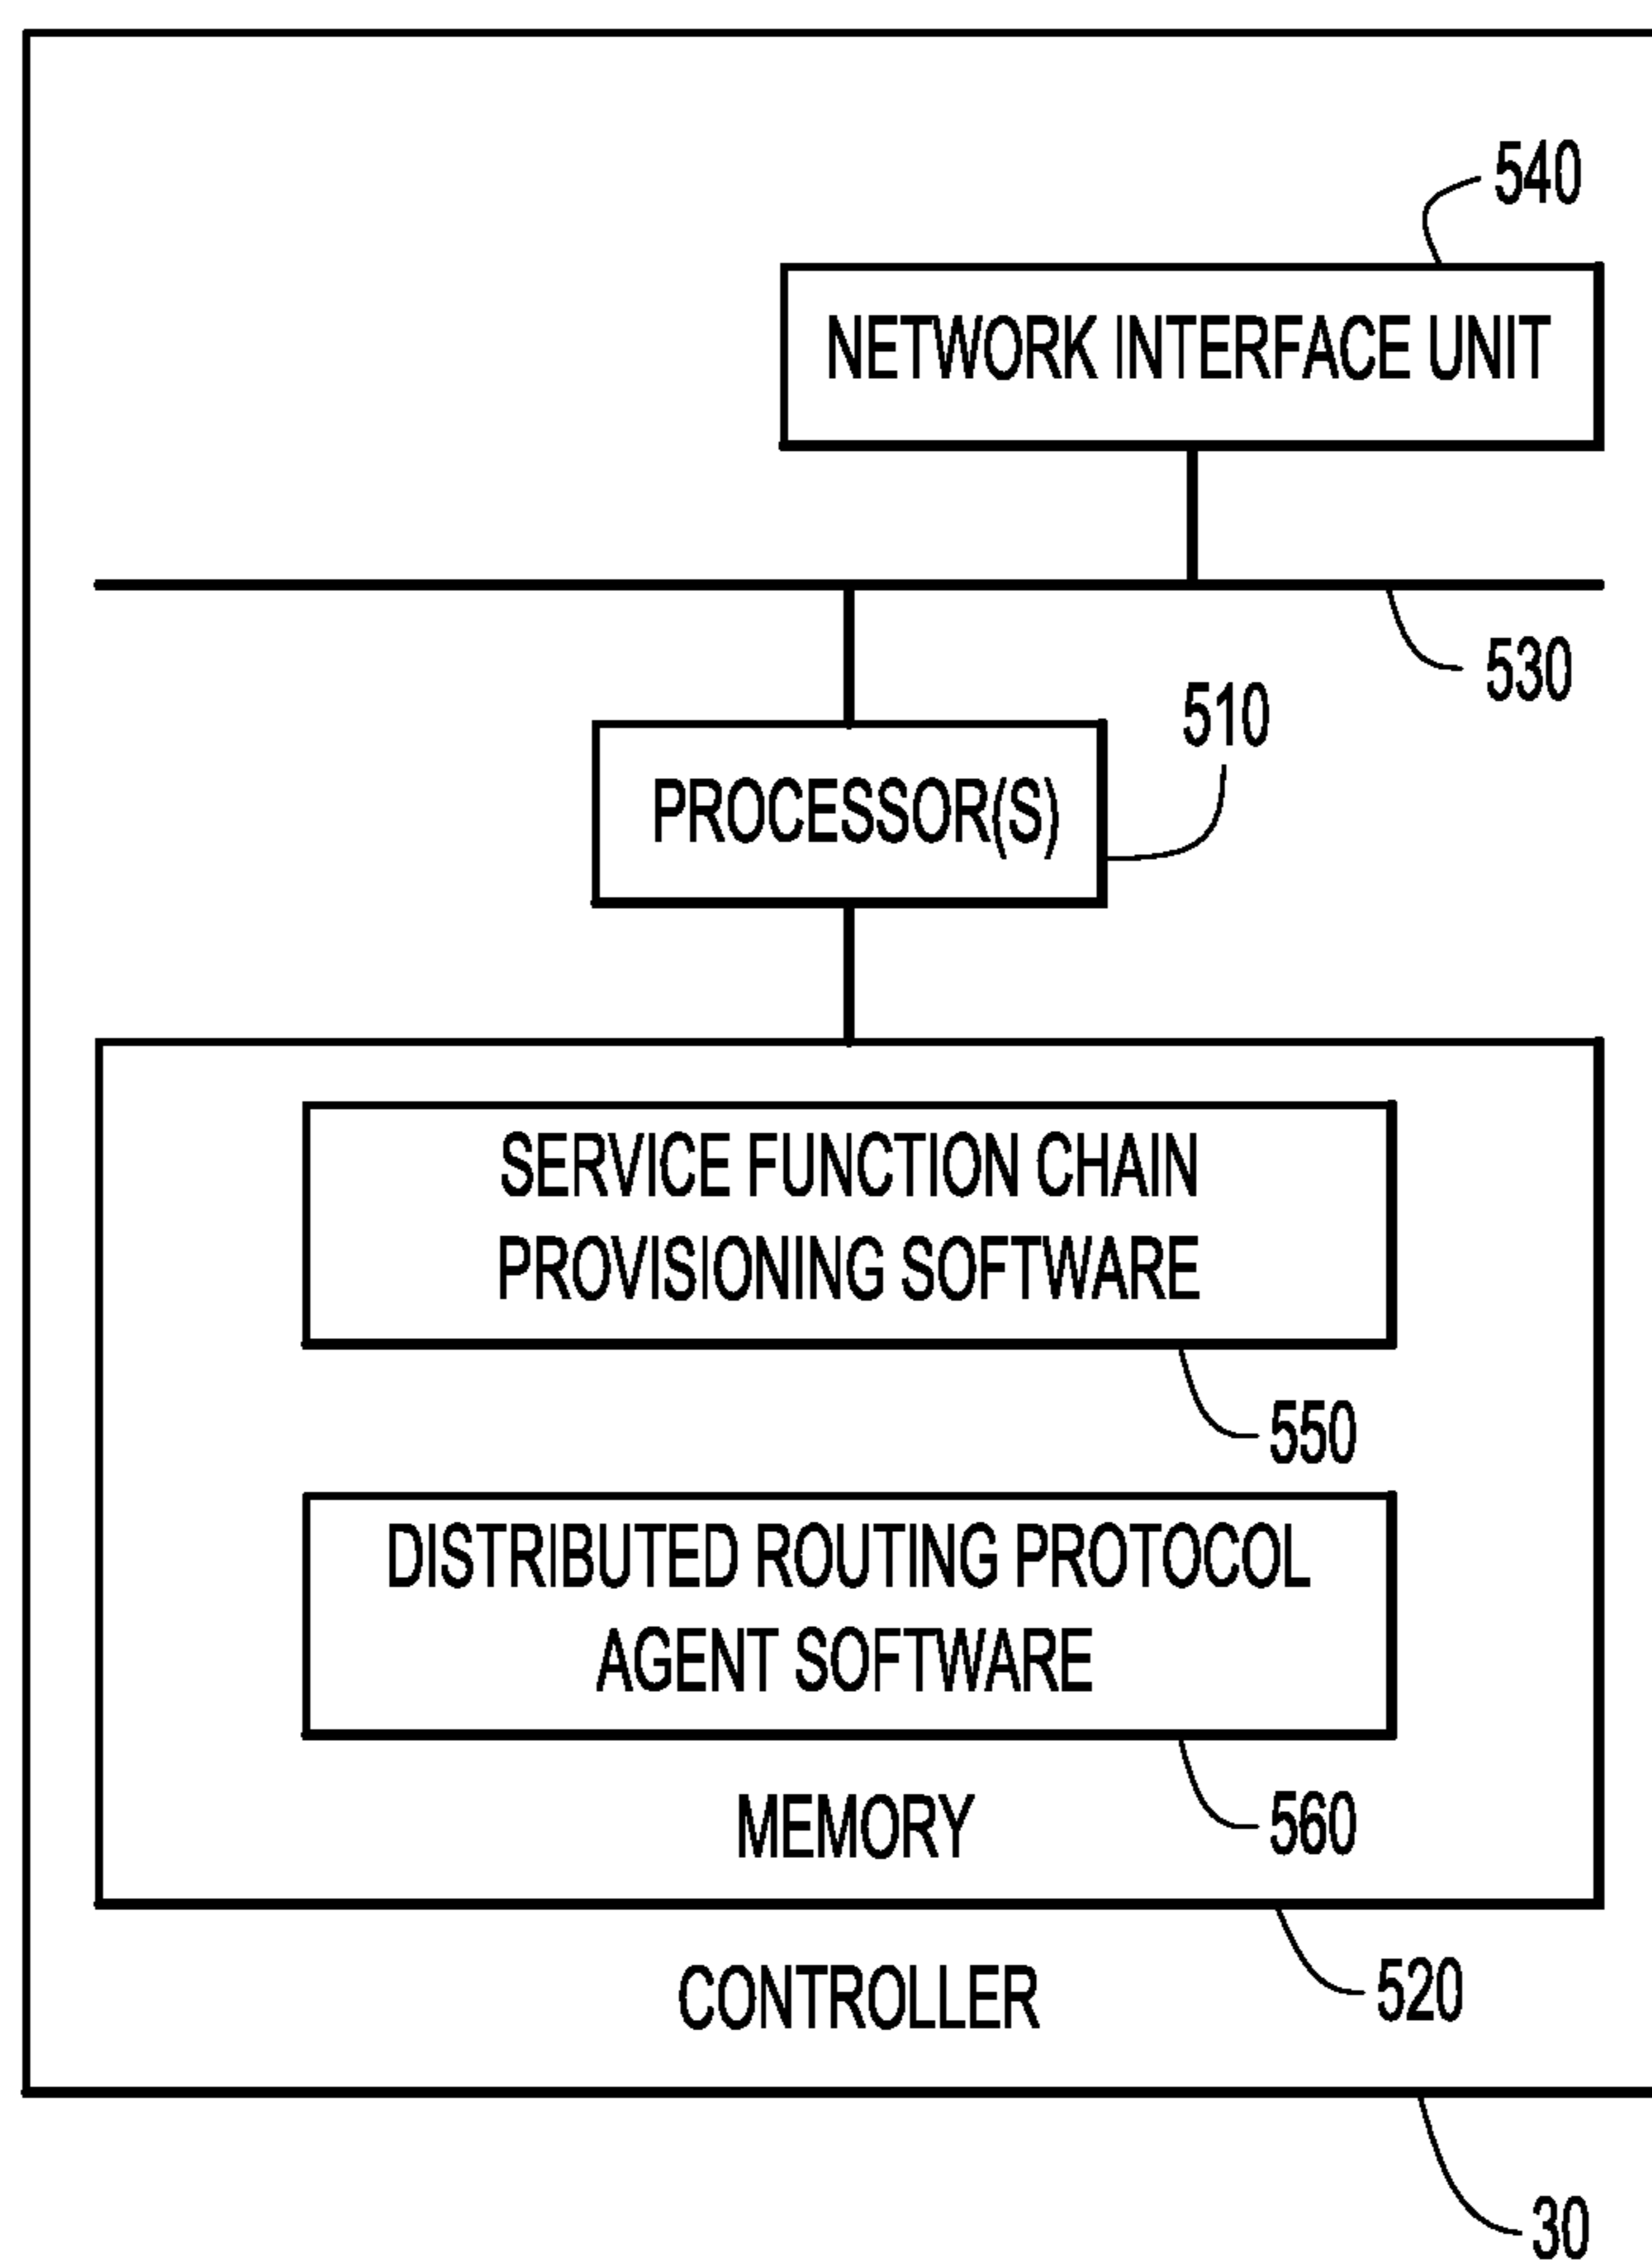 540
NETWORK INTERFACE UNIT
530
510
PROCESSOR(S)
SERVICE FUNCTION CHAIN
PROVISIONING SOFTWARE
550
DISTRIBUTED ROUTING PROTOCOL
AGENT SOFTWARE
560
MEMORY
520
CONTROLLER
30